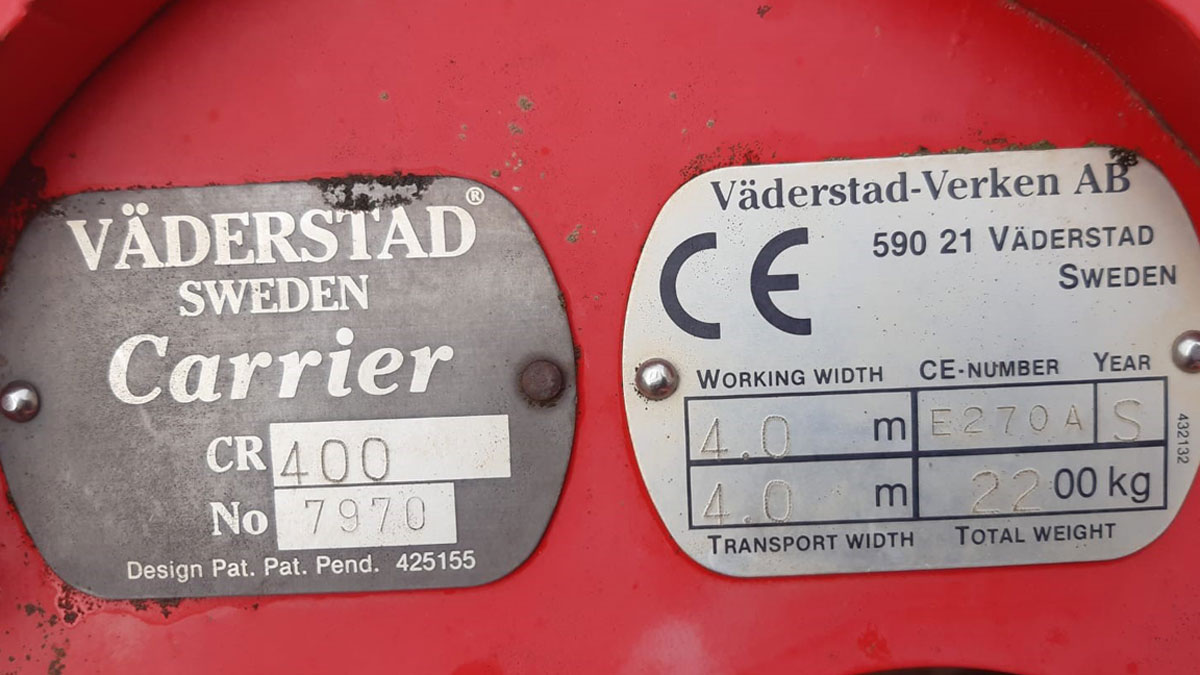 VÄDERSTAD®
SWEDEN
Carrier
CR 400
No 7970
Design Pat. Pat. Pend. 425155
Väderstad-Verken AB
CE
590 21 VÄDERSTAD
SWEDEN
WORKING WIDTH CE-NUMBER YEAR
4.0 m E270A S
4.0 m 2200 kg
TRANSPORT WIDTH TOTAL WEIGHT
432132